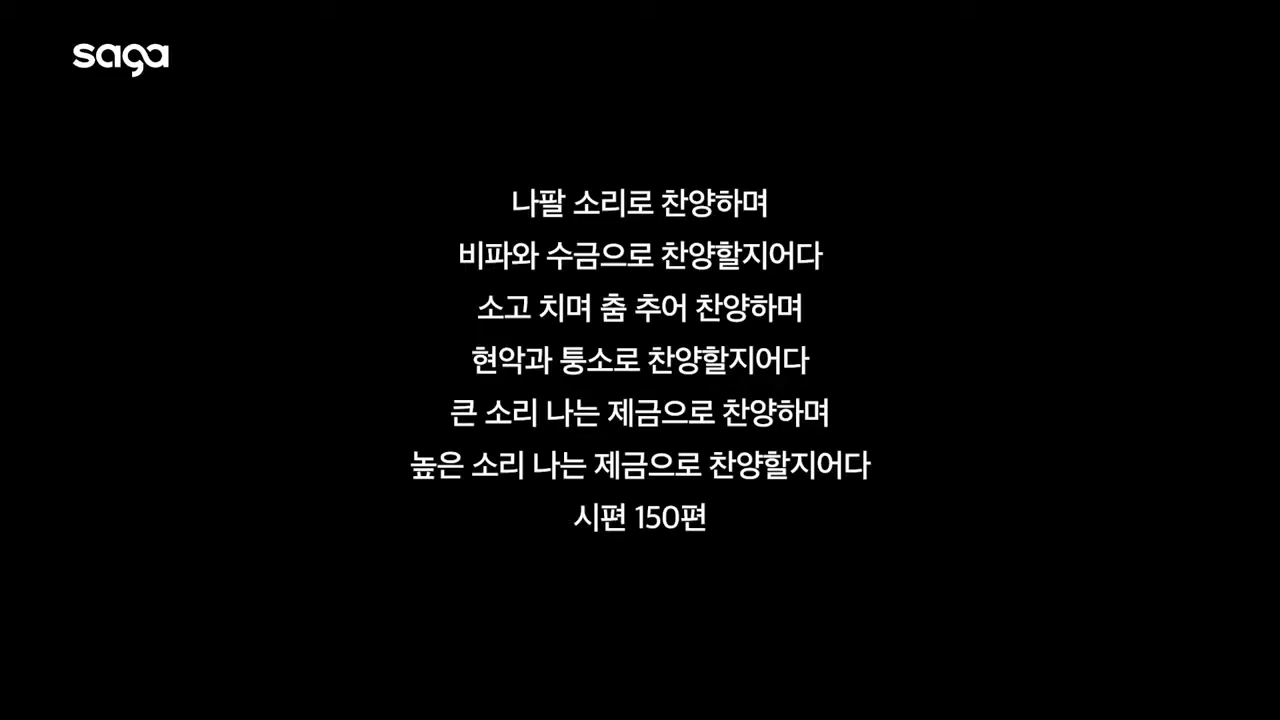 saga
나팔 소리로 찬양하며
비파와 수금으로 찬양할지어다
소고 치며 춤 추어 찬양하며
현악과 퉁소로 찬양할지어다
큰 소리 나는 제금으로 찬양하며
높은 소리 나는 제금으로 찬양할지어다
시편 150편